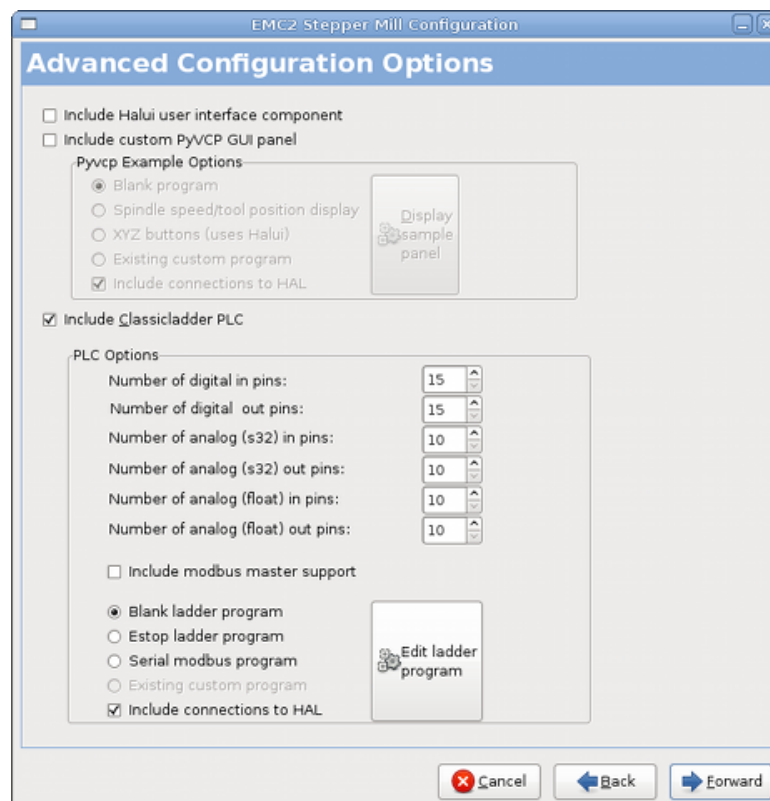 EMC2 Stepper Mill Configuration
Advanced Configuration Options
Include Halui user interface component
Include custom PyVCP GUI panel
Pyvcp Example Options
Blank program
Spindle speed/tool position display
XYZ buttons (uses Halui)
Existing custom program
Include connections to HAL
Display
sample
panel
Include Classicladder PLC
PLC Options
Number of digital in pins: 15
Number of digital out pins: 15
Number of analog (s32) in pins: 10
Number of analog (s32) out pins: 10
Number of analog (float) in pins: 10
Number of analog (float) out pins: 10
Include modbus master support
Blank ladder program
Estop ladder program
Serial modbus program
Existing custom program
Include connections to HAL
Edit ladder
program
Cancel Back Forward